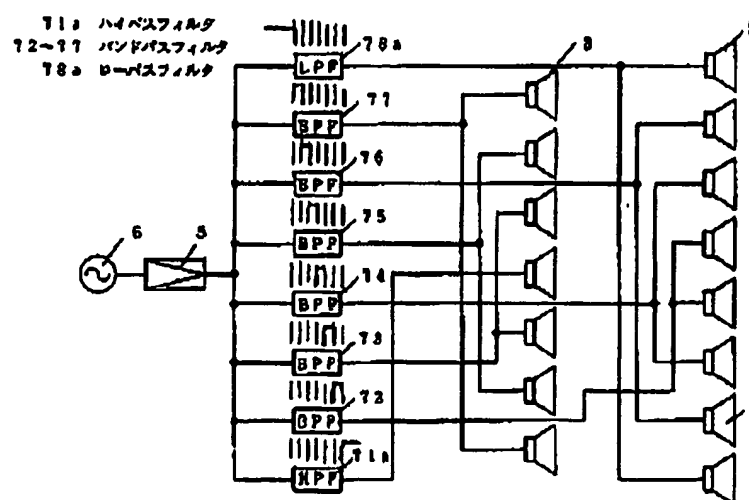 71a ハイパスフィルタ
72~77 バンドパスフィルタ
78a ローパスフィルタ
LPF 78a
BPF 77
BPF 76
BPF 75
BPF 74
BPF 73
BPF 72
HPF 71a
6
5
8